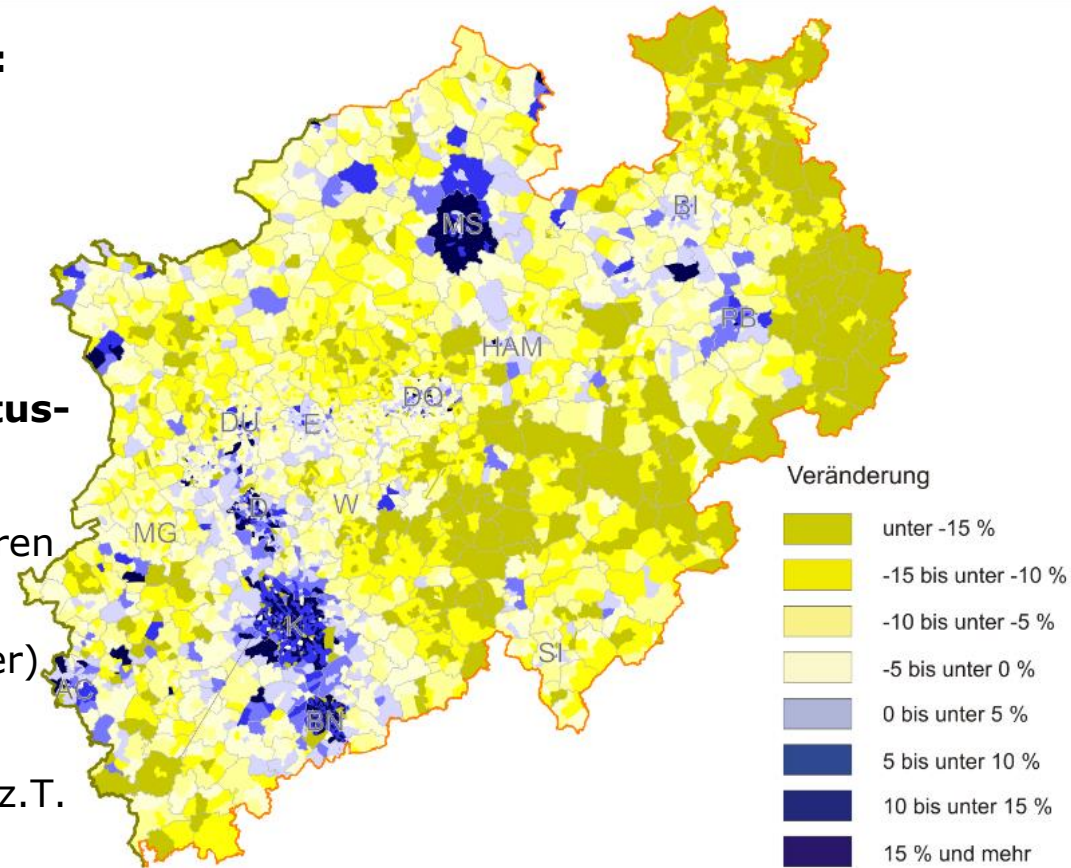 :
tus-
ren
er)
z.T.
MS
BI
PB
HAM
DO
DU
E
D
W
MG
K
SI
AC
BN
Veränderung
unter -15 %
-15 bis unter -10 %
-10 bis unter -5 %
-5 bis unter 0 %
0 bis unter 5 %
5 bis unter 10 %
10 bis unter 15 %
15 % und mehr